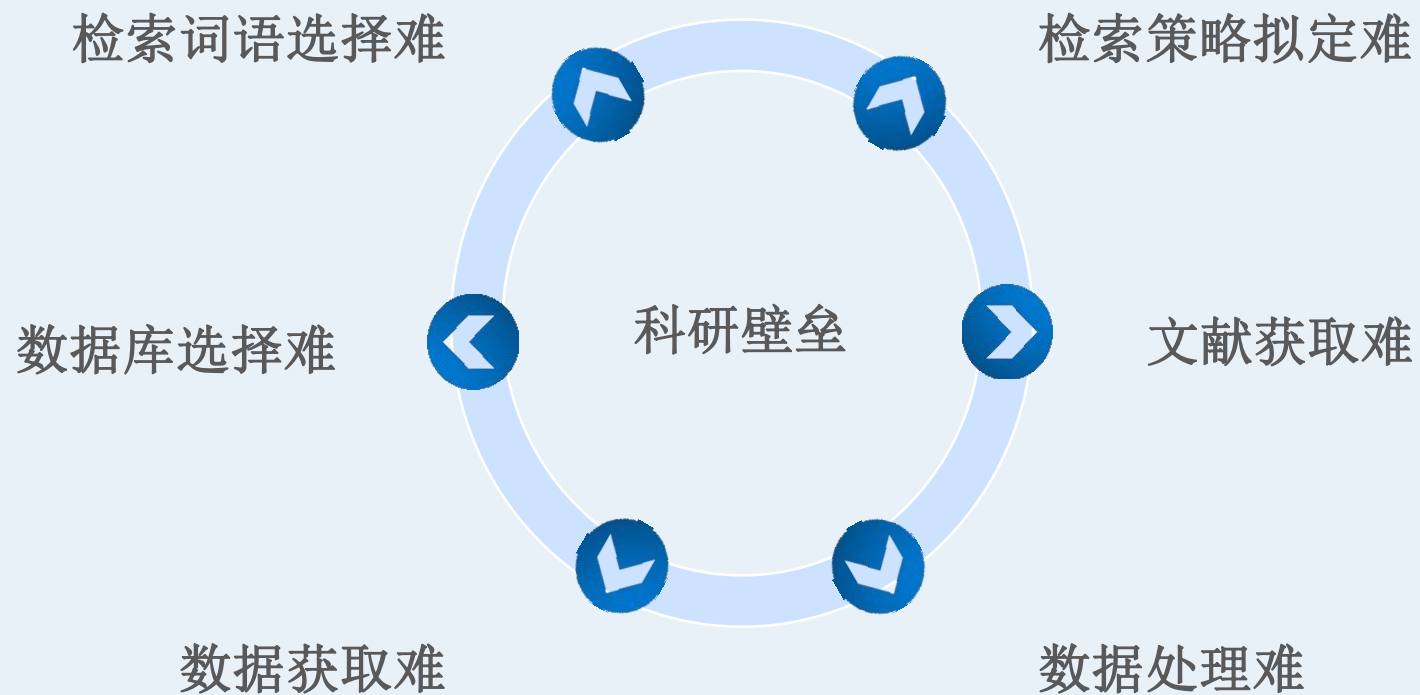 检索词语选择难
检索策略拟定难
数据库选择难
科研壁垒
文献获取难
数据获取难
数据处理难